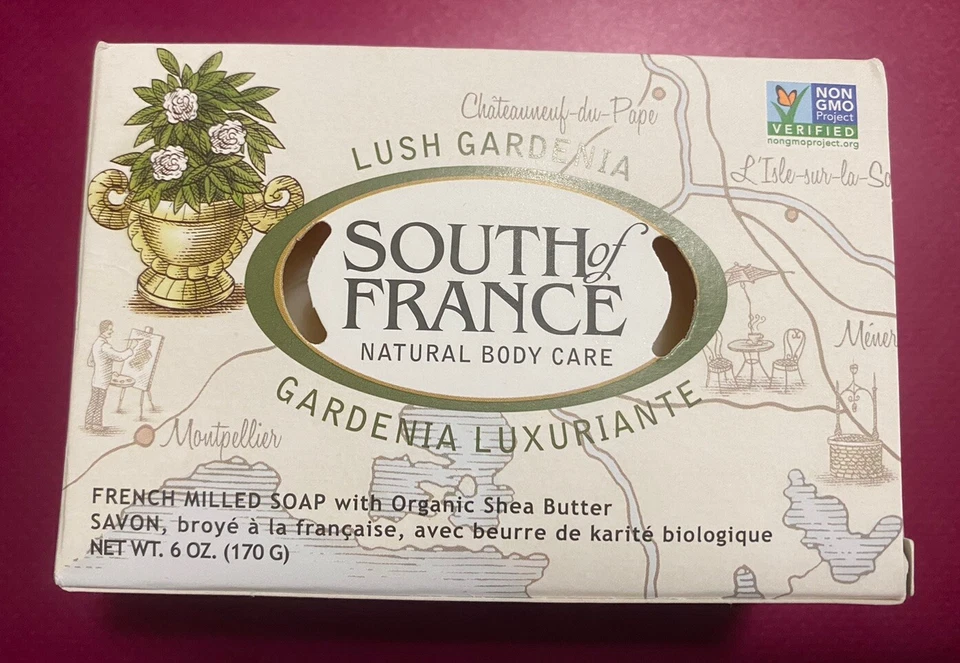 Châteauneuf-du-Pape
NON
GMO
Project
VERIFIED
nongmoproject.org
LUSH GARDENIA
L'Isle-sur-la-So
SOUTH of
FRANCE
NATURAL BODY CARE
Méner
GARDENIA LUXURIANTE
Montpellier
FRENCH MILLED SOAP with Organic Shea Butter
SAVON, broyé à la française, avec beurre de karité biologique
NET WT. 6 OZ. (170 G)